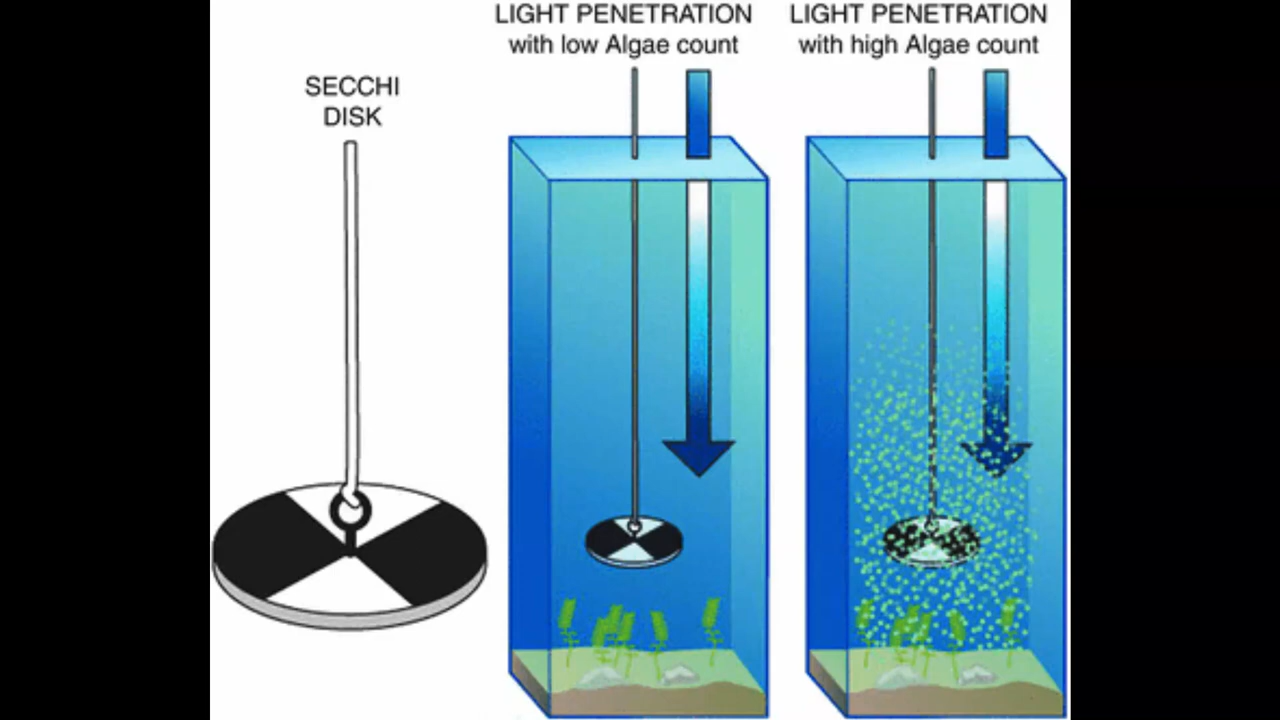 SECCHI
DISK
LIGHT PENETRATION
with low Algae count
LIGHT PENETRATION
with high Algae count